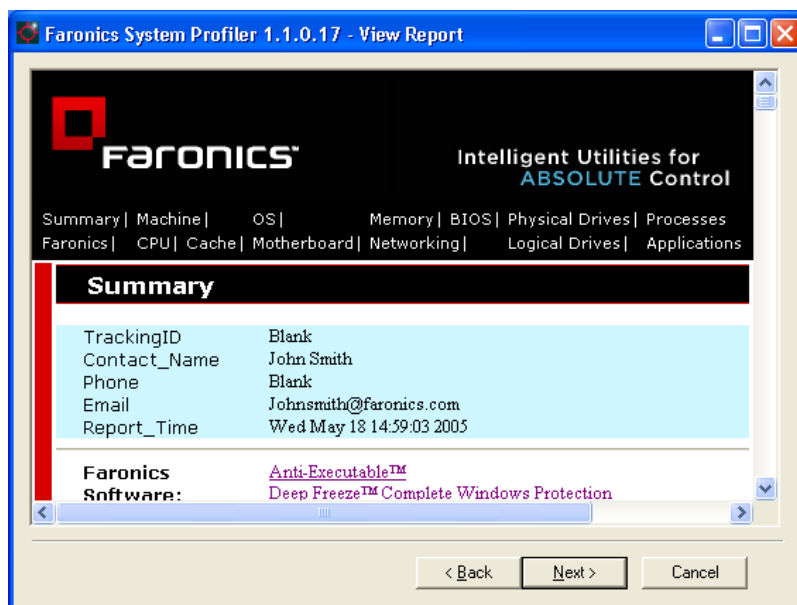 Faronics System Profiler 1.1.0.17 - View Report
FARONICS™
Intelligent Utilities for
ABSOLUTE Control
Summary| Machine| OS| Memory| BIOS| Physical Drives| Processes
Faronics| CPU| Cache| Motherboard| Networking| Logical Drives| Applications
Summary
TrackingID Blank
Contact_Name John Smith
Phone Blank
Email Johnsmith@faronics.com
Report_Time Wed May 18 14:59:03 2005
Faronics Anti-Executable™
Software: Deep Freeze™ Complete Windows Protection
< Back Next > Cancel